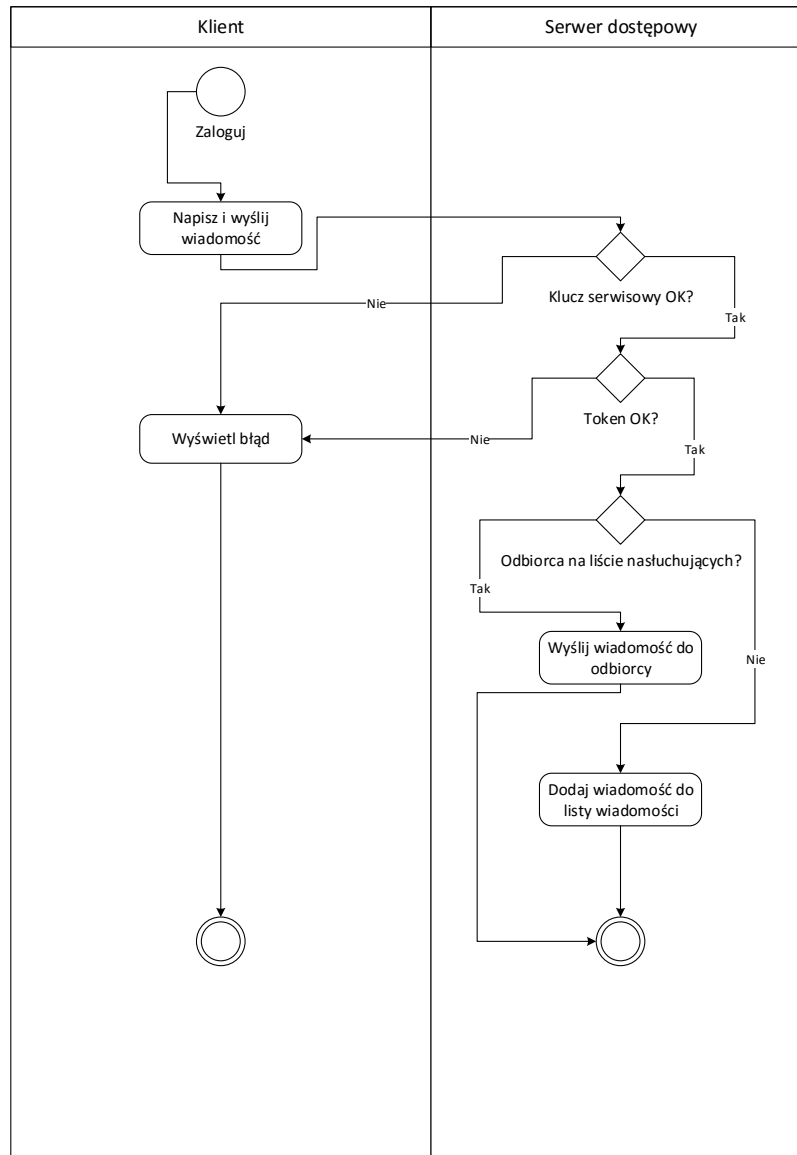 Klient
Serwer dostępowy
Zaloguj
Napisz i wyślij
wiadomość
Klucz serwisowy OK?
Nie
Tak
Token OK?
Wyświetl błąd
Nie
Tak
Odbiorca na liście nasłuchujących?
Tak
Wyślij wiadomość do
odbiorcy
Nie
Dodaj wiadomość do
listy wiadomości